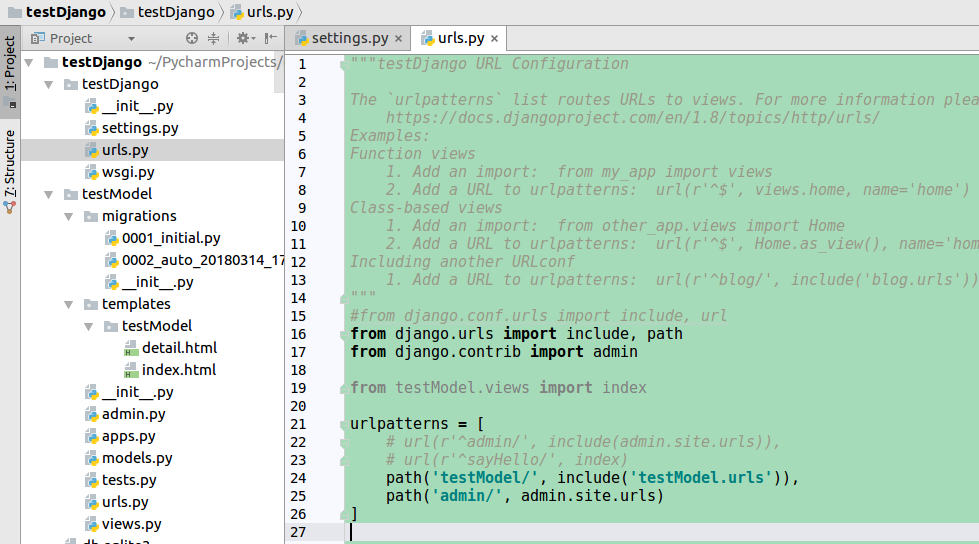 testDjango testDjango urls.py
Project
settings.py
urls.py
1: Project
7: Structure
testDjango ~/PycharmProjects/
testDjango
__init__.py
settings.py
urls.py
wsgi.py
testModel
migrations
0001_initial.py
0002_auto_20180314_17
__init__.py
templates
testModel
detail.html
index.html
__init__.py
admin.py
apps.py
models.py
tests.py
urls.py
views.py
1 """testDjango URL Configuration
2
3 The `urlpatterns` list routes URLs to views. For more information plea
4     https://docs.djangoproject.com/en/1.8/topics/http/urls/
5 Examples:
6 Function views
7     1. Add an import:  from my_app import views
8     2. Add a URL to urlpatterns:  url(r'^$', views.home, name='home')
9 Class-based views
10     1. Add an import:  from other_app.views import Home
11     2. Add a URL to urlpatterns:  url(r'^$', Home.as_view(), name='hom
12 Including another URLconf
13     1. Add a URL to urlpatterns:  url(r'^blog/', include('blog.urls'))
14 """
15 #from django.conf.urls import include, url
16 from django.urls import include, path
17 from django.contrib import admin
18
19 from testModel.views import index
20
21 urlpatterns = [
22     # url(r'^admin/', include(admin.site.urls)),
23     # url(r'^sayHello/', index)
24     path('testModel/', include('testModel.urls')),
25     path('admin/', admin.site.urls)
26 ]
27